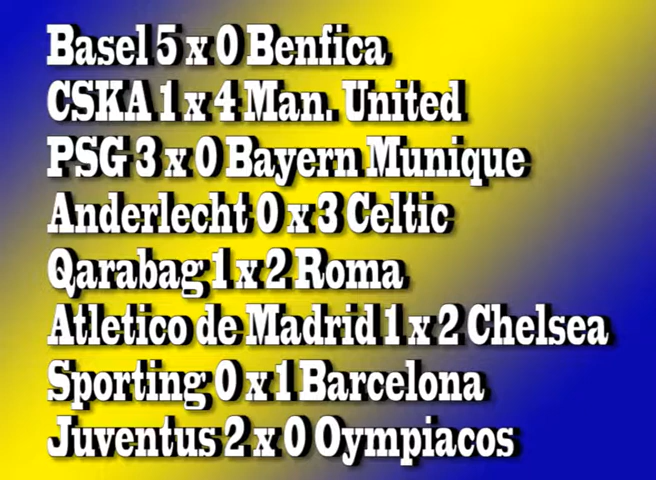 Basel 5 x 0 Benfica
CSKA 1 x 4 Man. United
PSG 3 x 0 Bayern Munique
Anderlecht 0 x 3 Celtic
Qarabag 1 x 2 Roma
Atletico de Madrid 1 x 2 Chelsea
Sporting 0 x 1 Barcelona
Juventus 2 x 0 Oympiacos